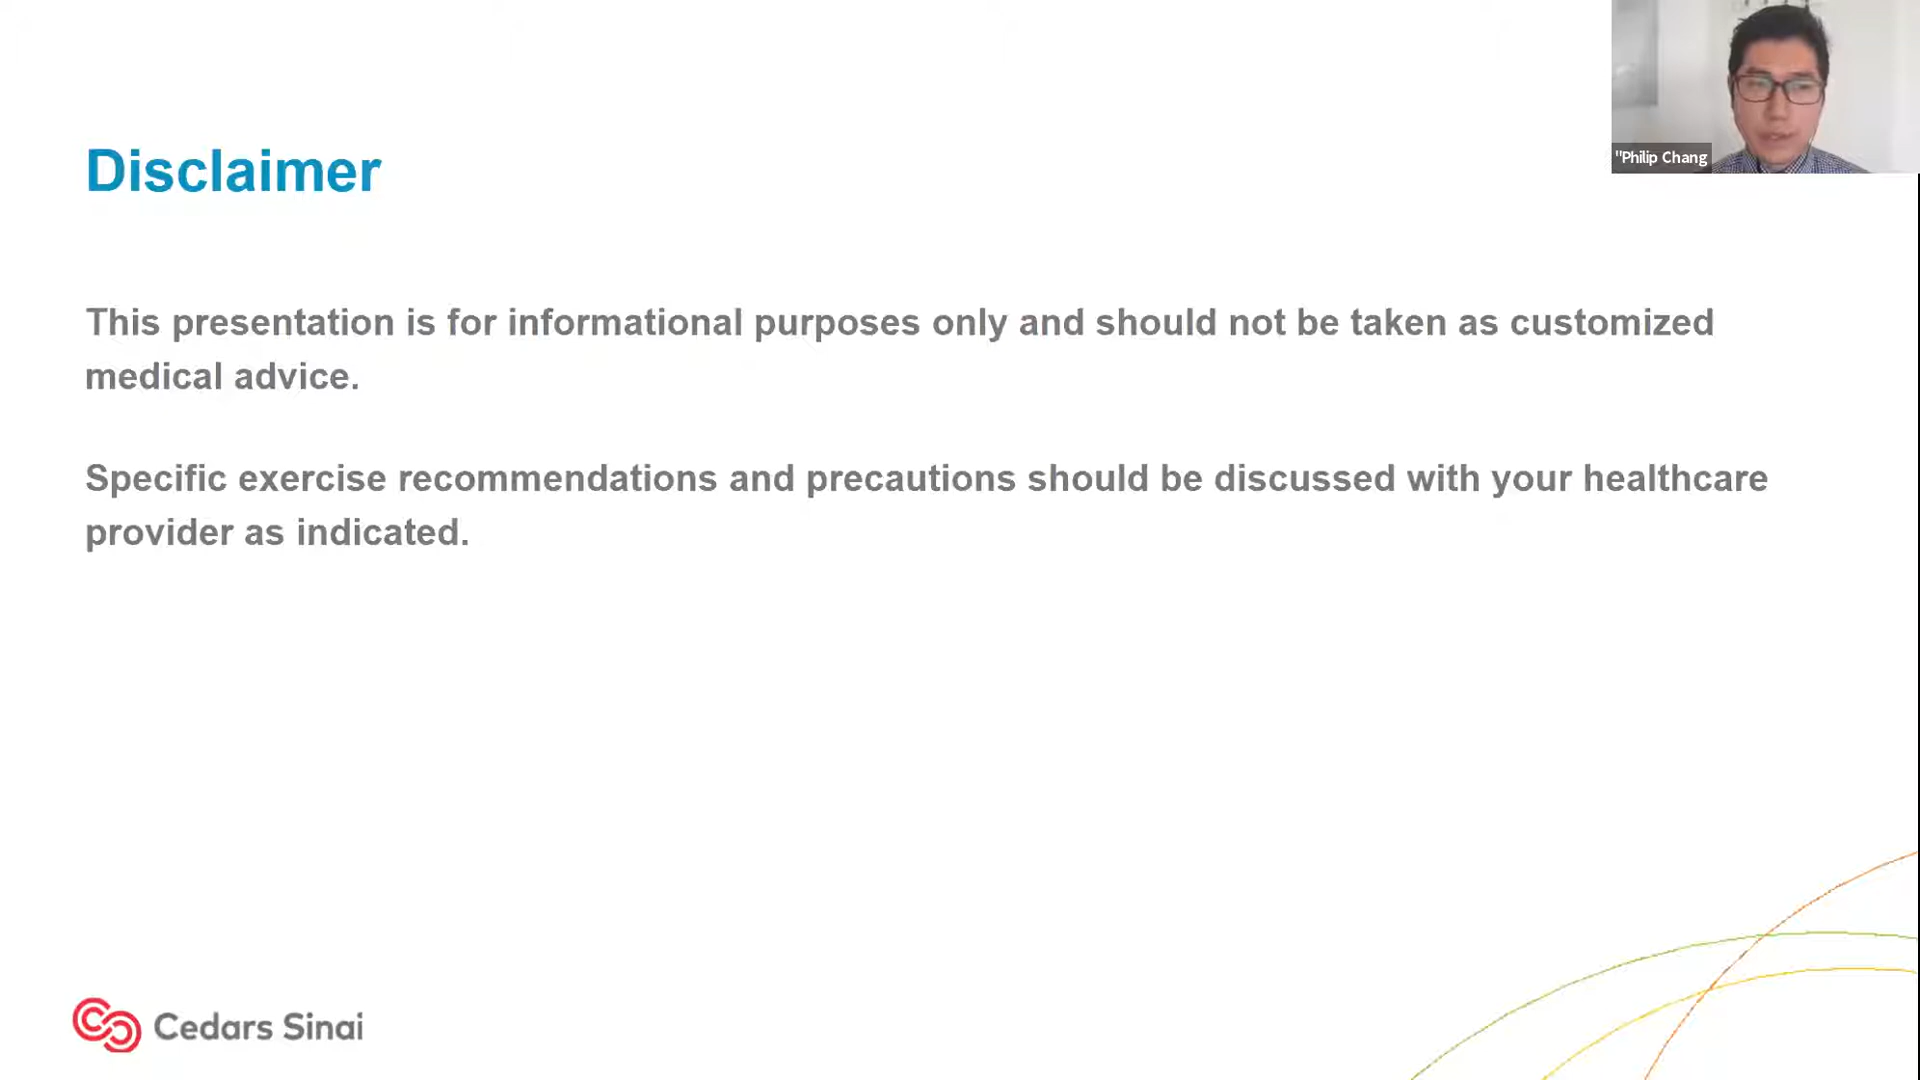 "Philip Chang
Disclaimer
This presentation is for informational purposes only and should not be taken as customized
medical advice.
Specific exercise recommendations and precautions should be discussed with your healthcare
provider as indicated.
Cedars Sinai